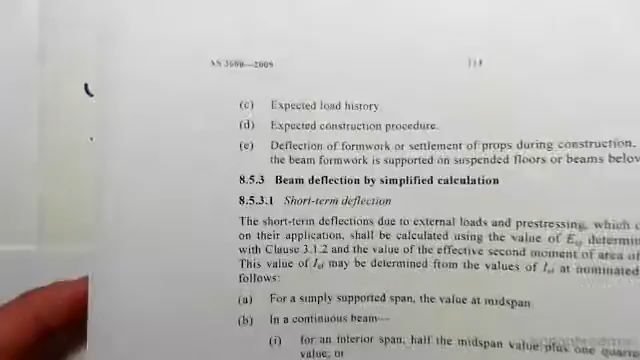 AS 3600—2009
(c) Expected load history.
(d) Expected construction procedure.
(e) Deflection of formwork or settlement of props during construction,
the beam formwork is supported on suspended floors or beams below
8.5.3 Beam deflection by simplified calculation
8.5.3.1 Short-term deflection
The short-term deflections due to external loads and prestressing, which
on their application, shall be calculated using the value of E
with Clause 3.1.2 and the value of the effective second moment of area of
This value of Ief may be determined from the values of Ief at nominated
follows:
(a) For a simply supported span, the value at midspan
(b) In a continuous beam—
(i) for an interior span, half the midspan value plus one
value; or